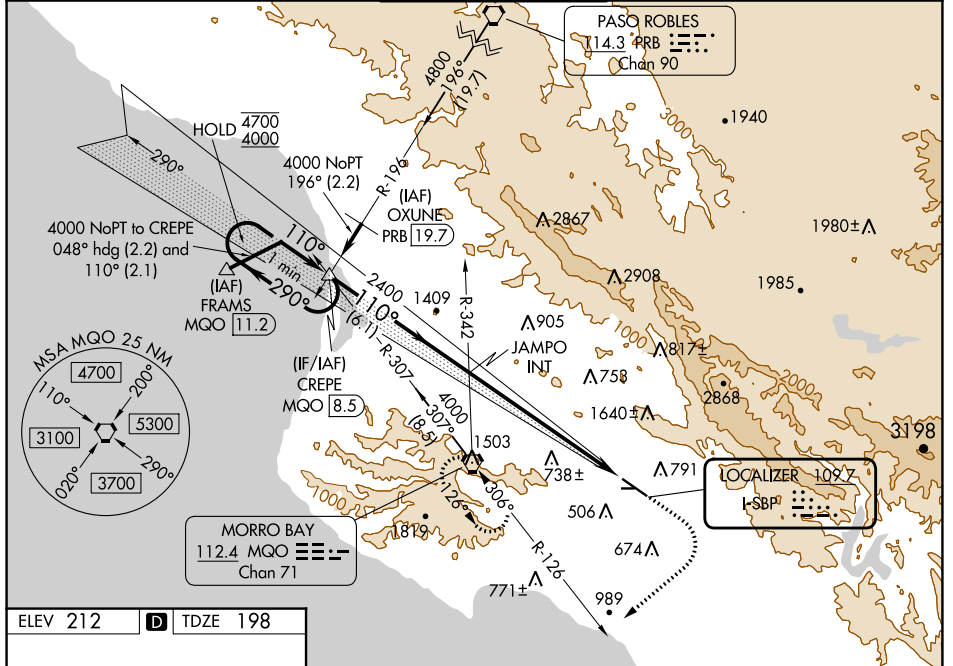 PASO ROBLES
114.3 PRB
Chan 90
4800
196°
(19.7)
3000
1940
HOLD 4700
4000
290°
4000 NoPT
196° (2.2)
R-196
(IAF)
OXUNE
PRB 19.7
2867
1980±
4000 NoPT to CREPE
048° hdg (2.2) and
110° (2.1)
110°
1 min
290°
(IAF)
FRAMS
MQO 11.2
2400
110°
(6.1)
1409
R-342
2908
1985
905
JAMPO
INT
1000
817±
2000
MSA MQO 25 NM
4700
110°
200°
3100
5300
020°
3700
290°
(IF/IAF)
CREPE
MQO 8.5
R-307
4000
307°
(8.5)
753
2868
1640±
3198
1503
738±
791
LOCALIZER 109.7
I-SBP
1000
126°
306°
506
MORRO BAY
112.4 MQO
Chan 71
1819
R-126
674
771±
989
ELEV 212 D TDZE 198